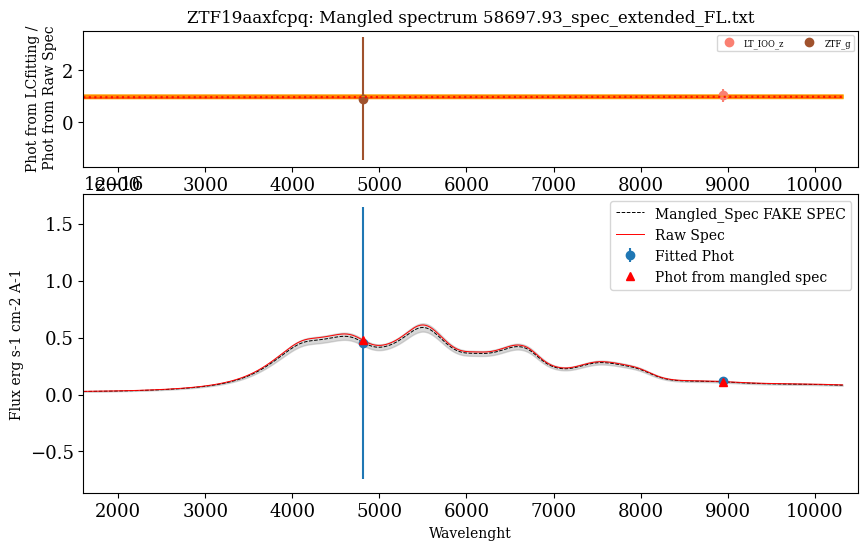 ZTF19aaxfcpq: Mangled spectrum 58697.93_spec_extended_FL.txt
Phot from LCfitting /
Phot from Raw Spec
2
0
LT_IOO_z
ZTF_g
2000 3000 4000 5000 6000 7000 8000 9000 10000
1e−16
Flux erg s-1 cm-2 A-1
1.5
1.0
0.5
0.0
−0.5
Mangled_Spec FAKE SPEC
Raw Spec
Fitted Phot
Phot from mangled spec
2000 3000 4000 5000 6000 7000 8000 9000 10000
Wavelenght